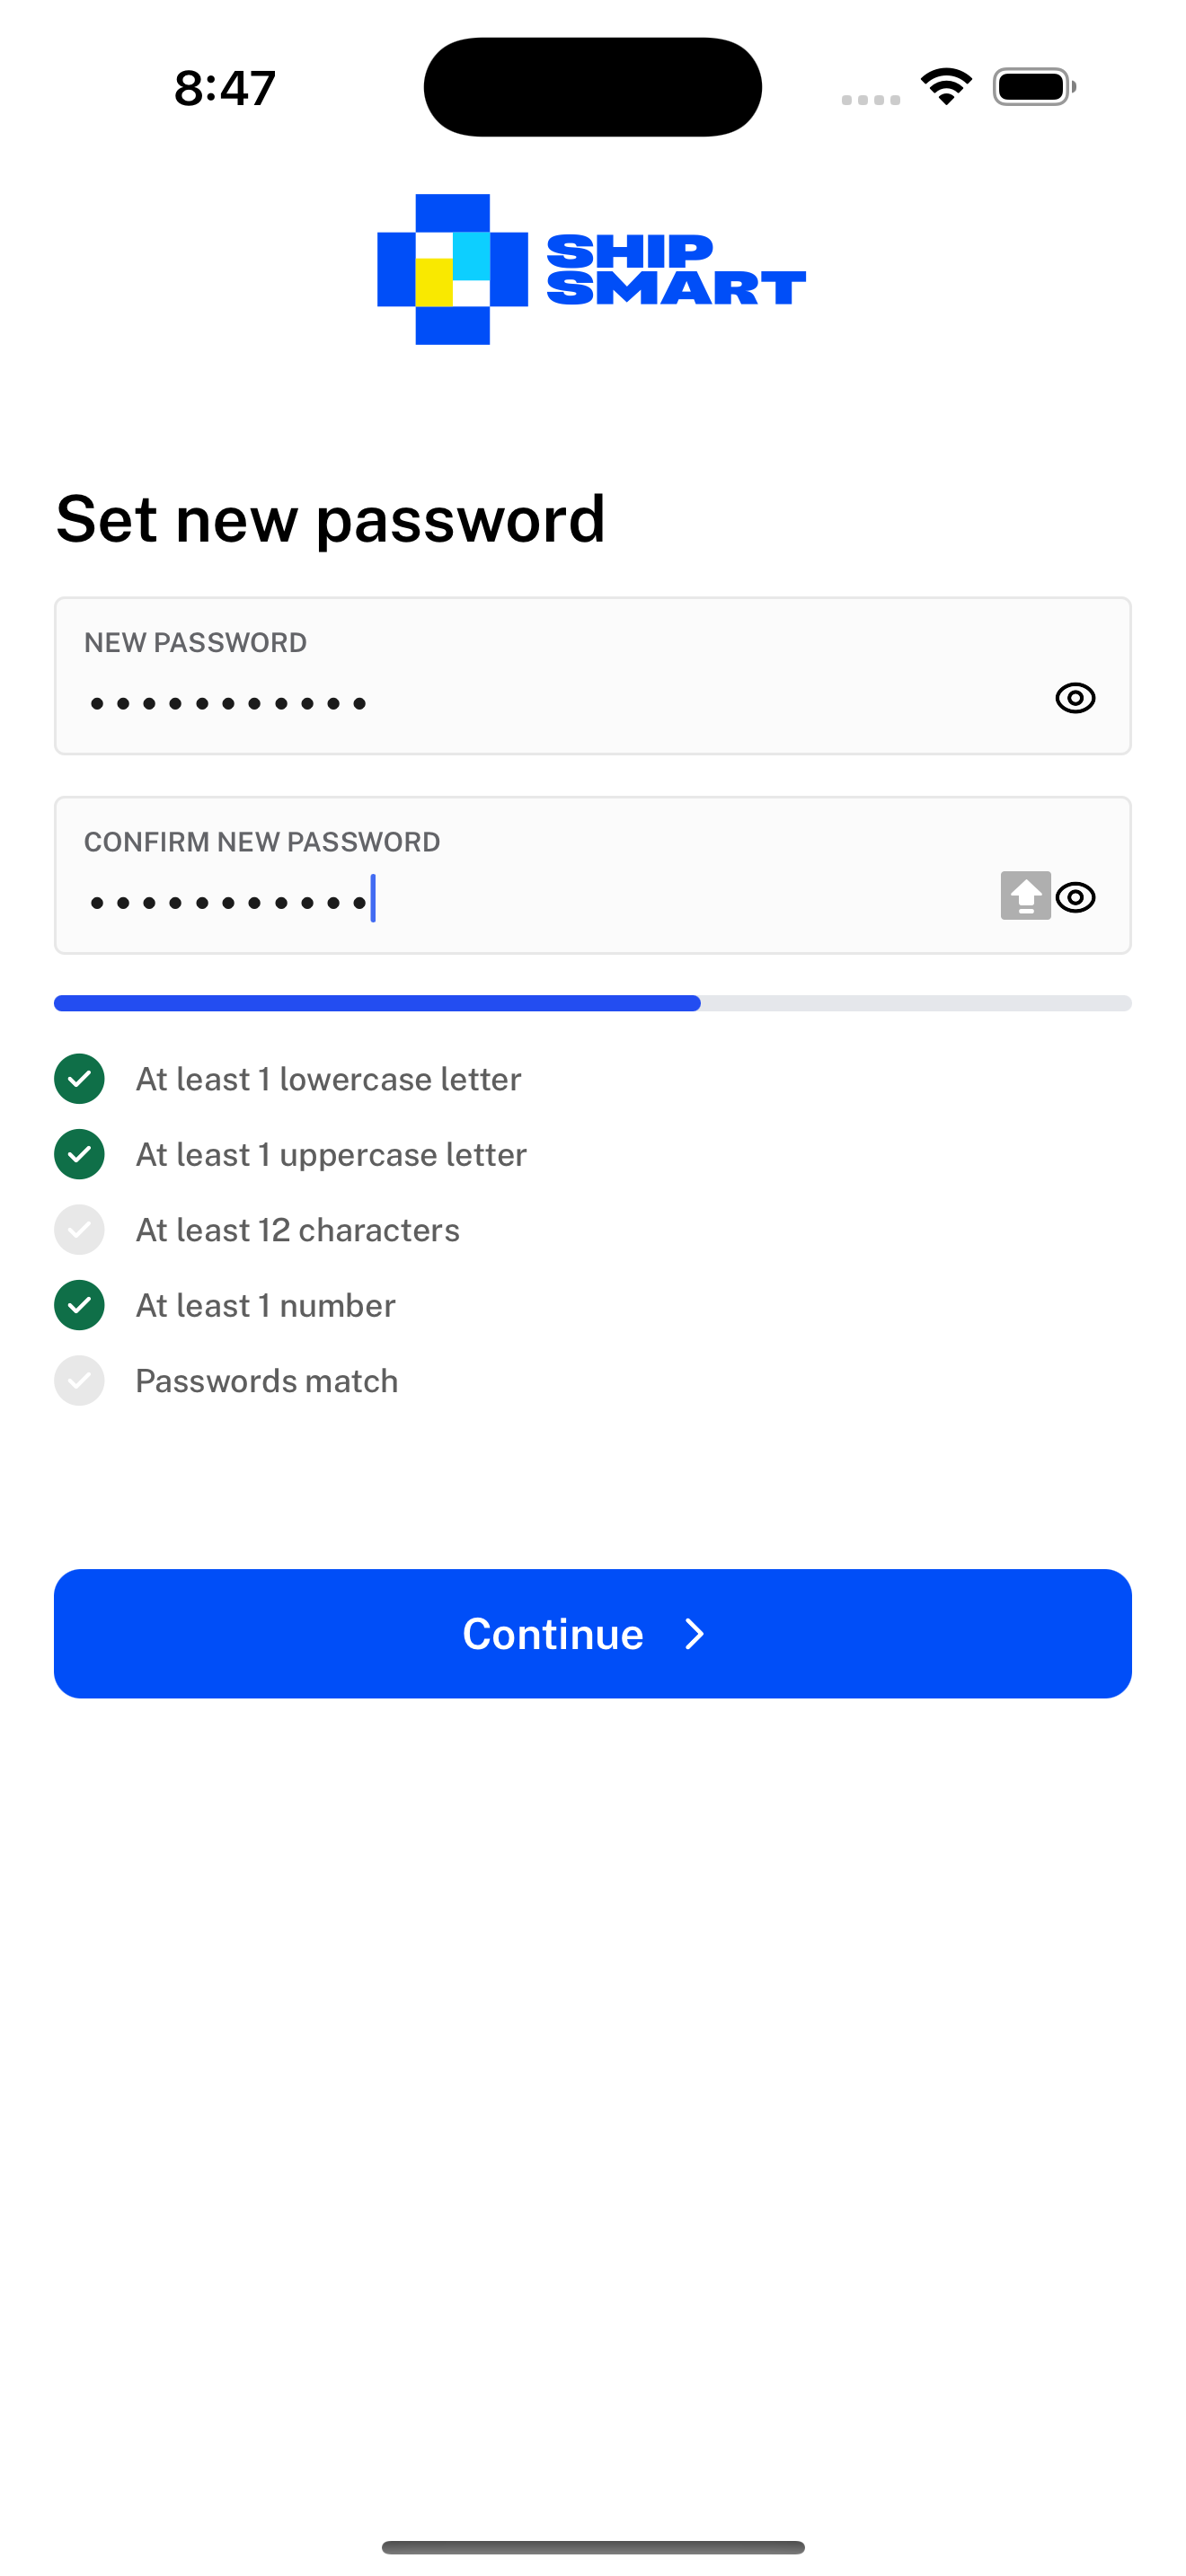 8:47
SHIP
SMART
Set new password
NEW PASSWORD
•••••••••••
CONFIRM NEW PASSWORD
•••••••••••
At least 1 lowercase letter
At least 1 uppercase letter
At least 12 characters
At least 1 number
Passwords match
Continue